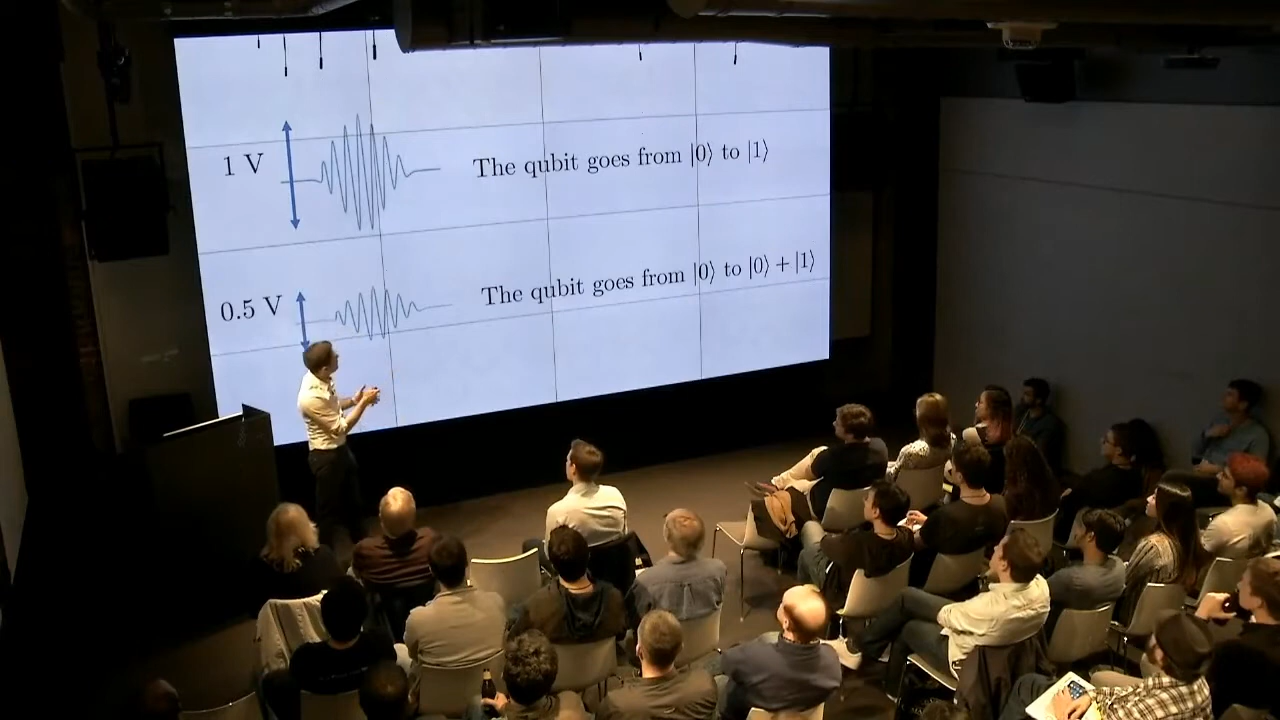 1 V
The qubit goes from |0⟩ to |1⟩
0.5 V
The qubit goes from |0⟩ to |0⟩ + |1⟩